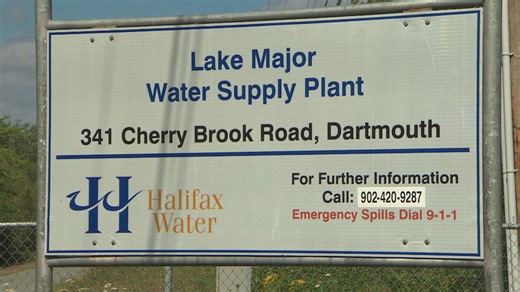 Lake Major
Water Supply Plant
341 Cherry Brook Road, Dartmouth
Halifax
Water
For Further Information
Call: 902-420-9287
Emergency Spills Dial 9-1-1